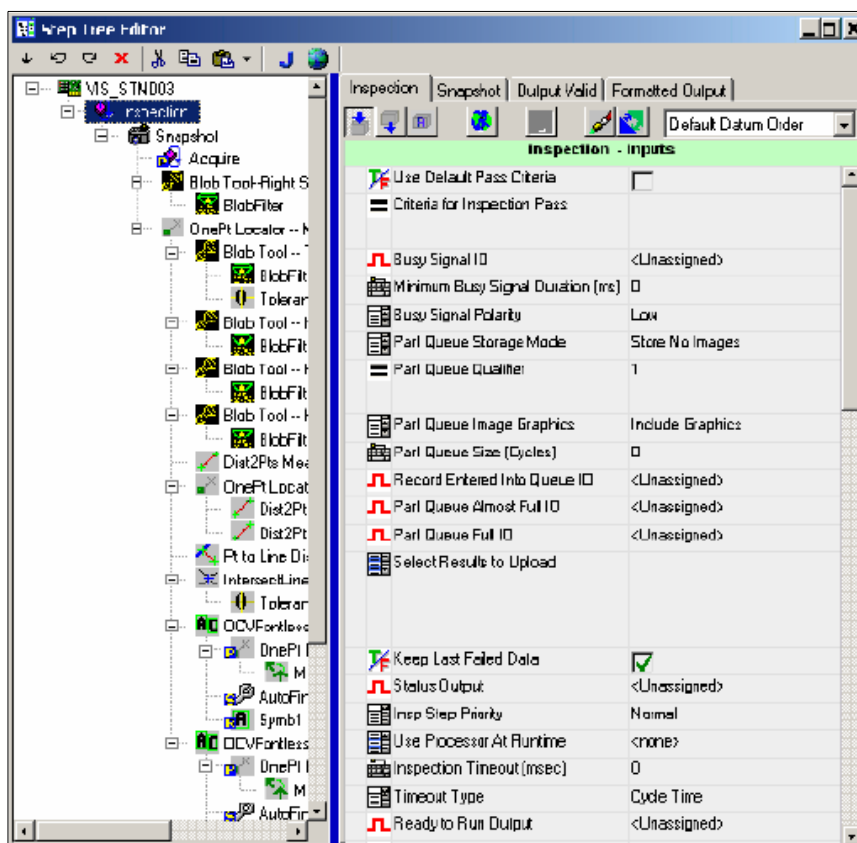 Step Tree Editor
J
VIS_STND03
Inspection
Snapshot
Acquire
Blob Tool-Right S
BlobFilter
OnePt Locator -- M
Blob Tool -- T
BlobFilt
Toleran
Blob Tool -- H
BlobFilt
Blob Tool -- H
BlobFilt
Blob Tool -- H
BlobFilt
Dist2Pts Mea
OnePt Locat
Dist2Pt
Dist2Pt
Pt to Line Dis
IntersectLine
Toleran
OCVFontless
OnePt l
M
AutoFin
Symb1
OCVFontless
OnePt l
M
AutoFin
Inspection
Snapshot
Output Valid
Formatted Output
Default Datum Order
Inspection - Inputs
Use Default Pass Criteria
Criteria for Inspection Pass
Busy Signal IO <Unassigned>
Minimum Busy Signal Duration (ms) 0
Busy Signal Polarity Low
Part Queue Storage Mode Store No Images
Part Queue Qualifier 1
Part Queue Image Graphics Include Graphics
Part Queue Size (Cycles) 0
Record Entered Into Queue IO <Unassigned>
Part Queue Almost Full IO <Unassigned>
Part Queue Full IO <Unassigned>
Select Results to Upload
Keep Last Failed Data
Status Output <Unassigned>
Insp Step Priority Normal
Use Processor At Runtime <none>
Inspection Timeout (msec) 0
Timeout Type Cycle Time
Ready to Run Output <Unassigned>